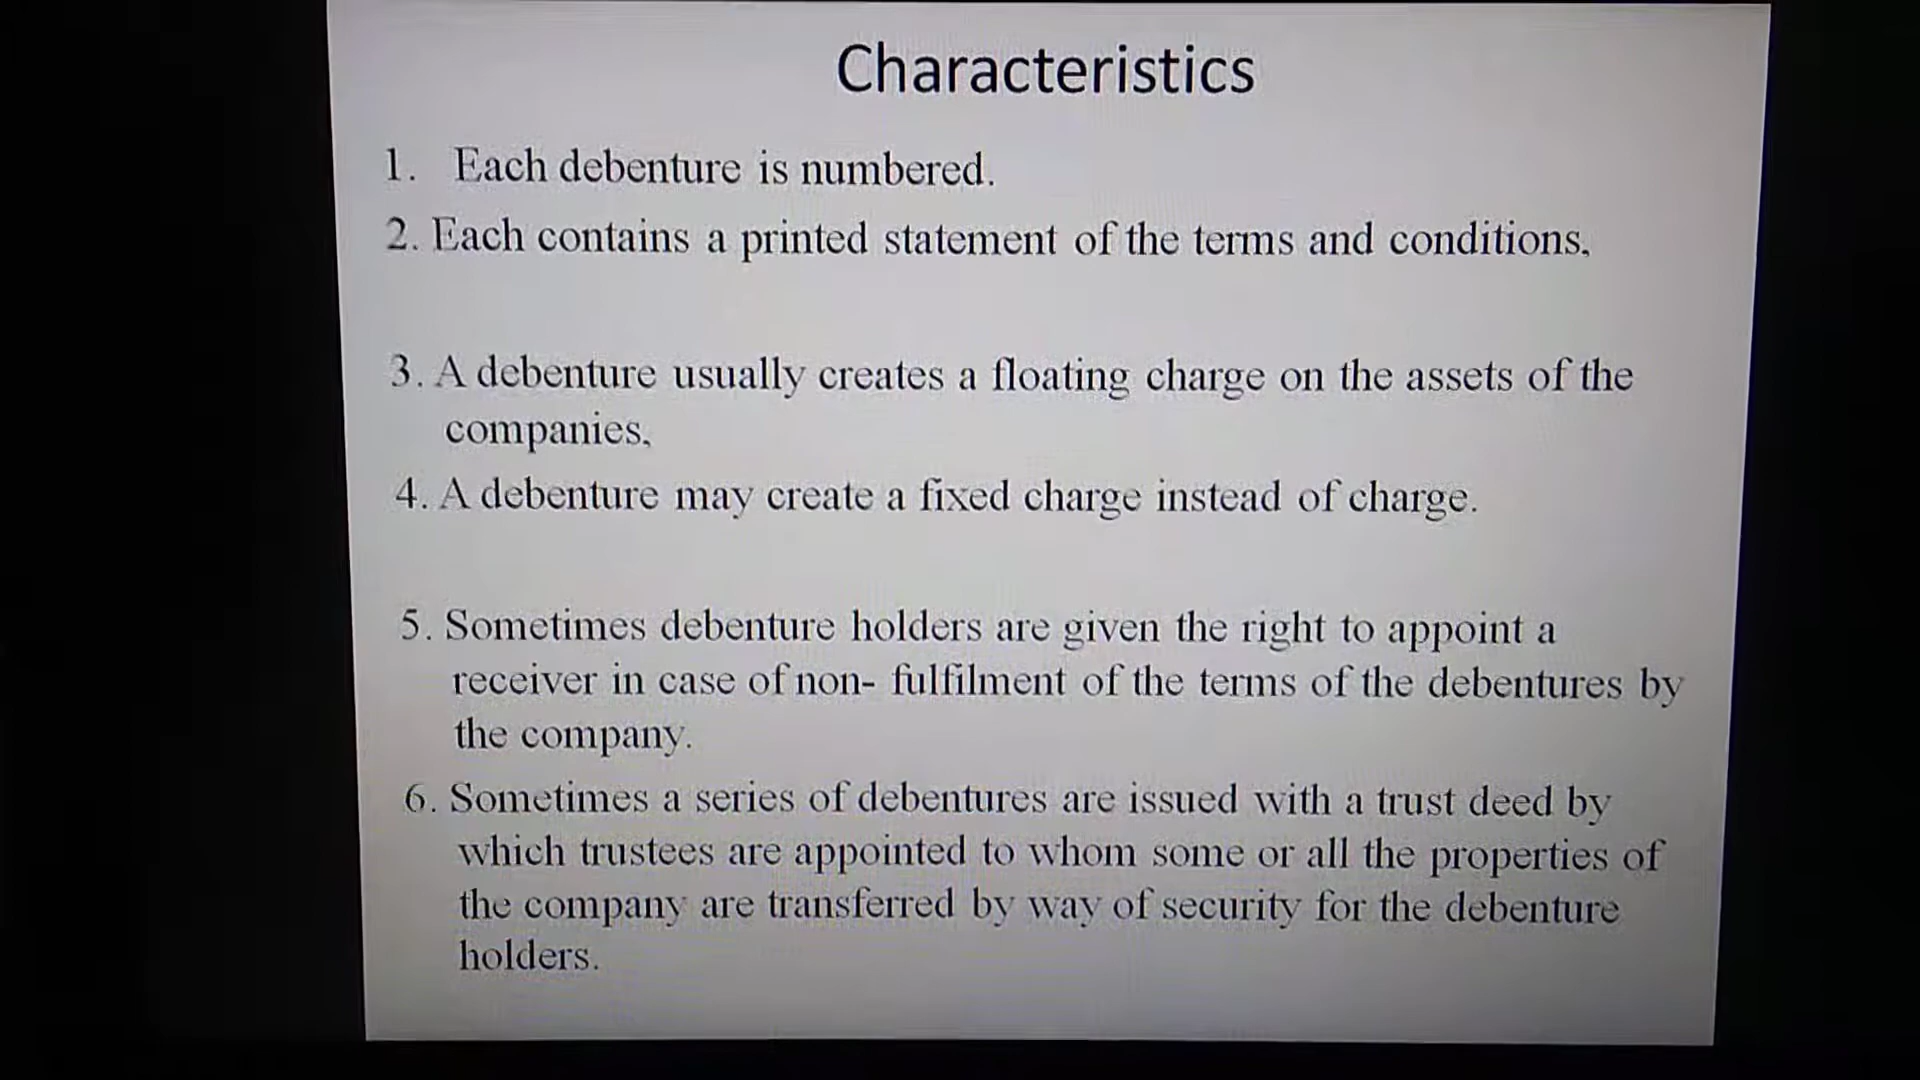 Characteristics
1. Each debenture is numbered.
2. Each contains a printed statement of the terms and conditions,
3. A debenture usually creates a floating charge on the assets of the
companies,
4. A debenture may create a fixed charge instead of charge.
5. Sometimes debenture holders are given the right to appoint a
receiver in case of non- fulfilment of the terms of the debentures by
the company.
6. Sometimes a series of debentures are issued with a trust deed by
which trustees are appointed to whom some or all the properties of
the company are transferred by way of security for the debenture
holders.